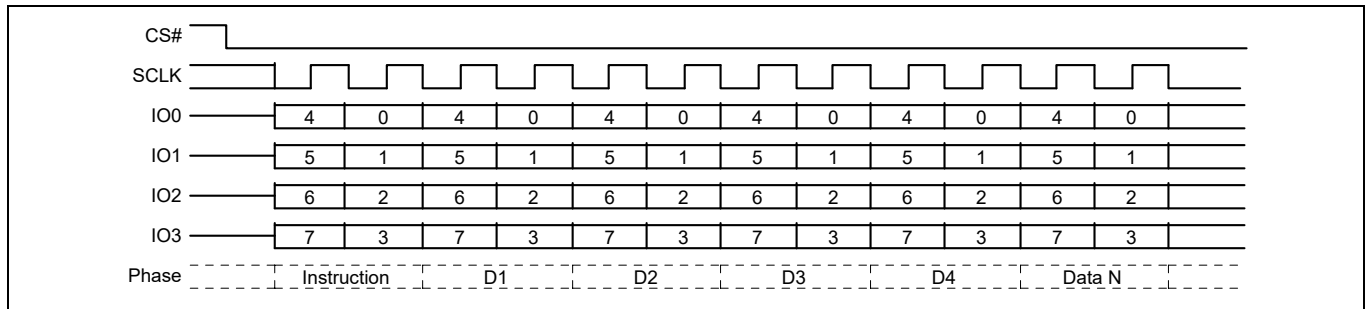 CS#
SCLK
IO0 4 0 4 0 4 0 4 0 4 0 4 0
IO1 5 1 5 1 5 1 5 1 5 1 5 1
IO2 6 2 6 2 6 2 6 2 6 2 6 2
IO3 7 3 7 3 7 3 7 3 7 3 7 3
Phase Instruction D1 D2 D3 D4 Data N